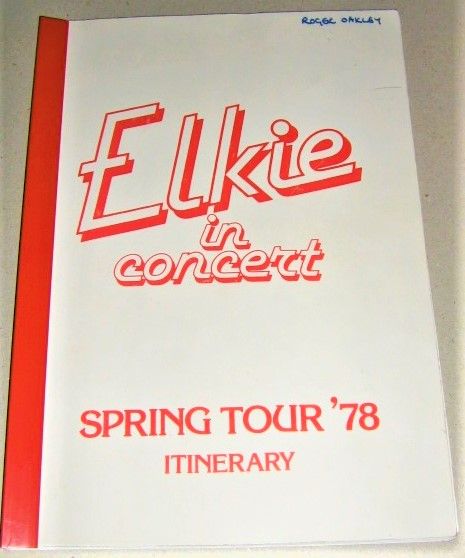 ROGER OAKLEY
Elkie
in
concert
SPRING TOUR '78
ITINERARY